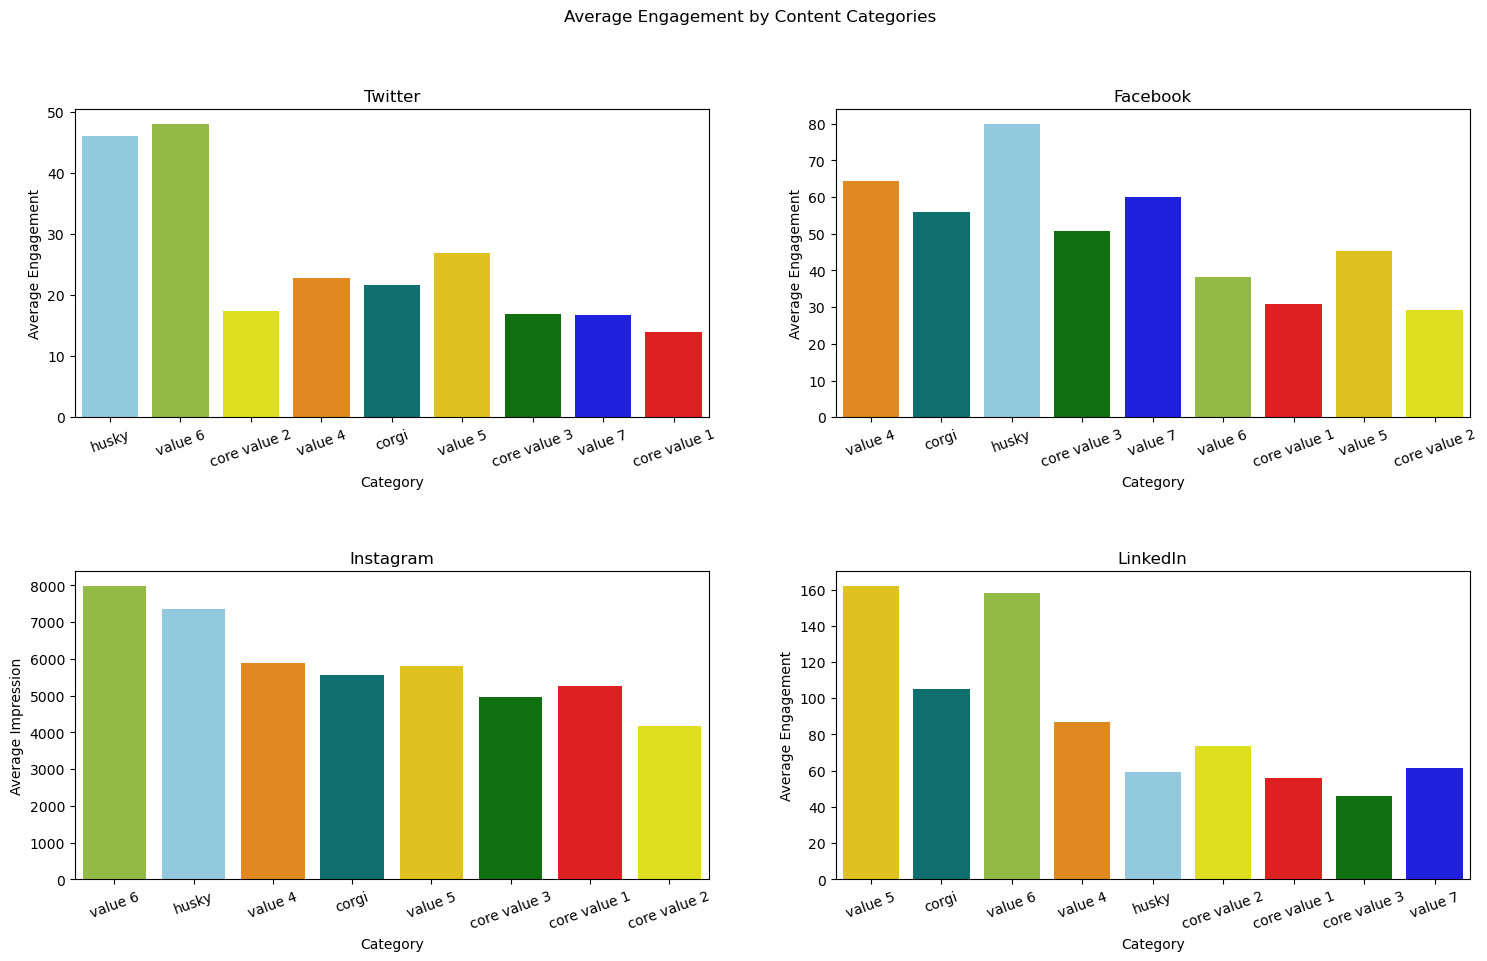 Average Engagement by Content Categories
Twitter
Average Engagement
50
40
30
20
10
0
husky
value 6
core value 2
value 4
corgi
value 5
core value 3
value 7
core value 1
Category
Facebook
Average Engagement
80
70
60
50
40
30
20
10
0
value 4
corgi
husky
core value 3
value 7
value 6
core value 1
value 5
core value 2
Category
Instagram
Average Impression
8000
7000
6000
5000
4000
3000
2000
1000
0
value 6
husky
value 4
corgi
value 5
core value 3
core value 1
core value 2
Category
LinkedIn
Average Engagement
160
140
120
100
80
60
40
20
0
value 5
corgi
value 6
value 4
husky
core value 2
core value 1
core value 3
value 7
Category